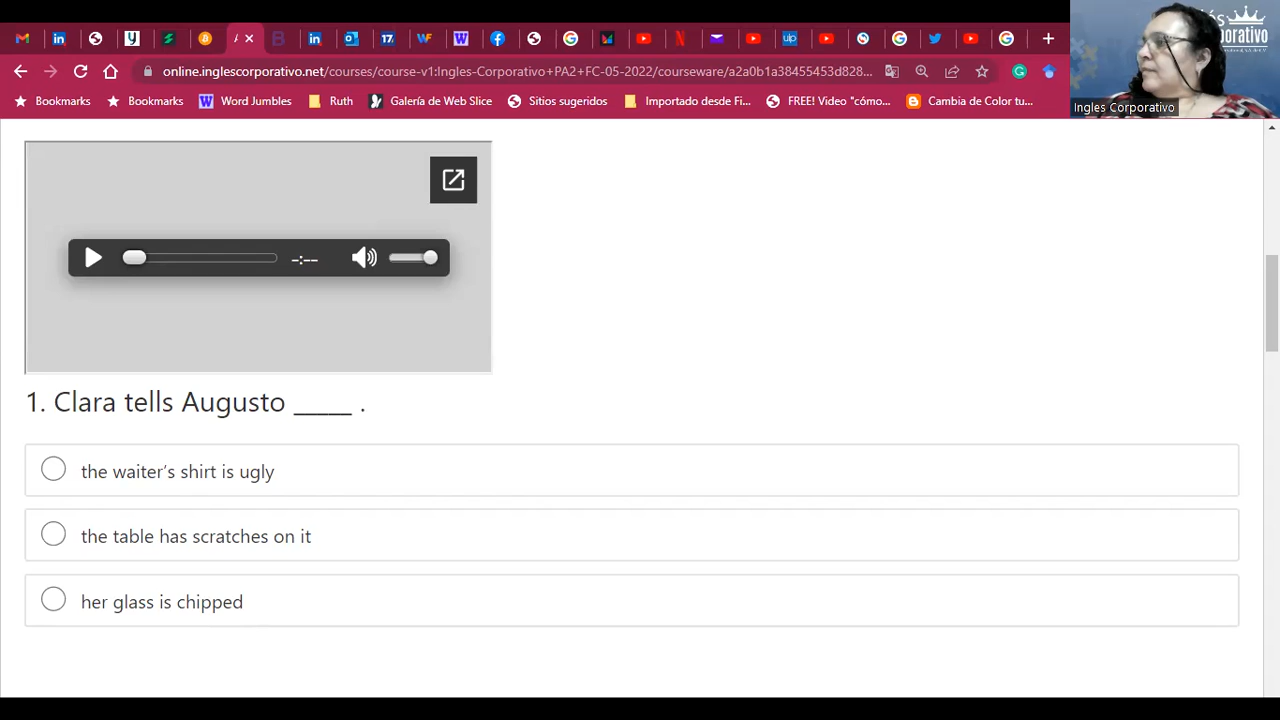 online.inglescorporativo.net/courses/course-v1:Ingles-Corporativo+PA2+FC-05-2022/courseware/a2a0b1a38455453d828...
Bookmarks Bookmarks Word Jumbles Ruth Galería de Web Slice Sitios sugeridos Importado desde Fi... FREE! Video "cómo... Cambia de Color tu...
Ingles Corporativo
-:--
1. Clara tells Augusto _____ .
the waiter's shirt is ugly
the table has scratches on it
her glass is chipped